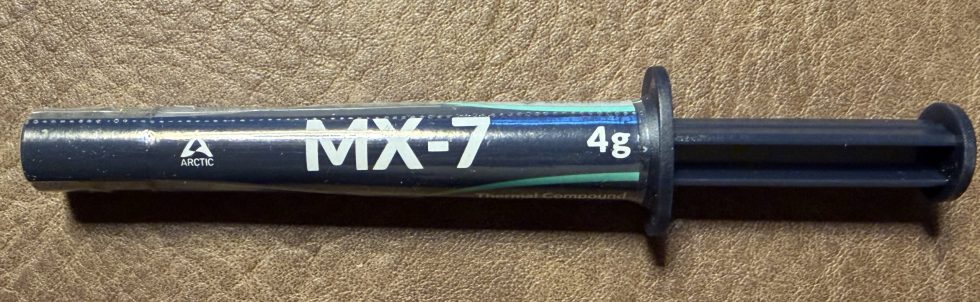 ARCTIC
MX-7
4g
Thermal Compound